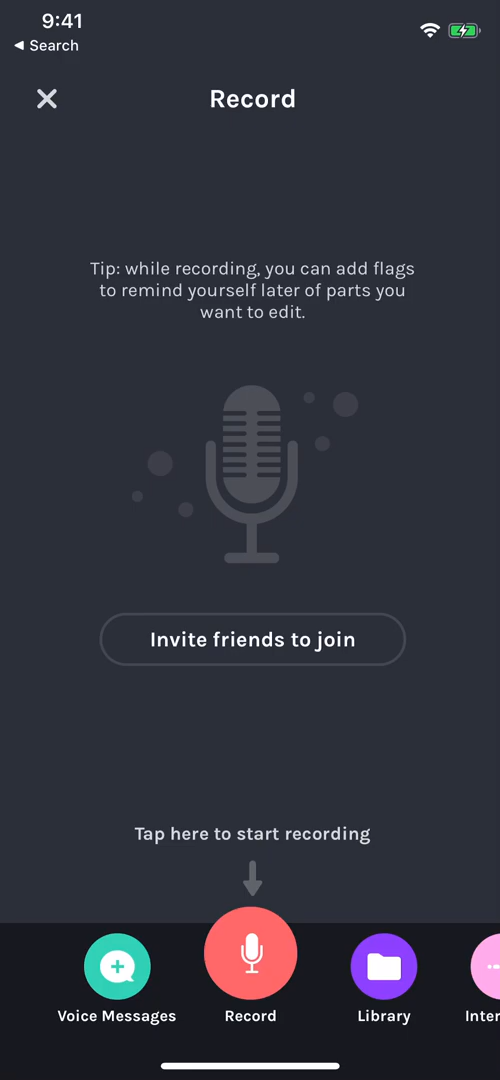 9:41
◀ Search
Record
Tip: while recording, you can add flags
to remind yourself later of parts you
want to edit.
Invite friends to join
Tap here to start recording
Voice Messages
Record
Library
Inter